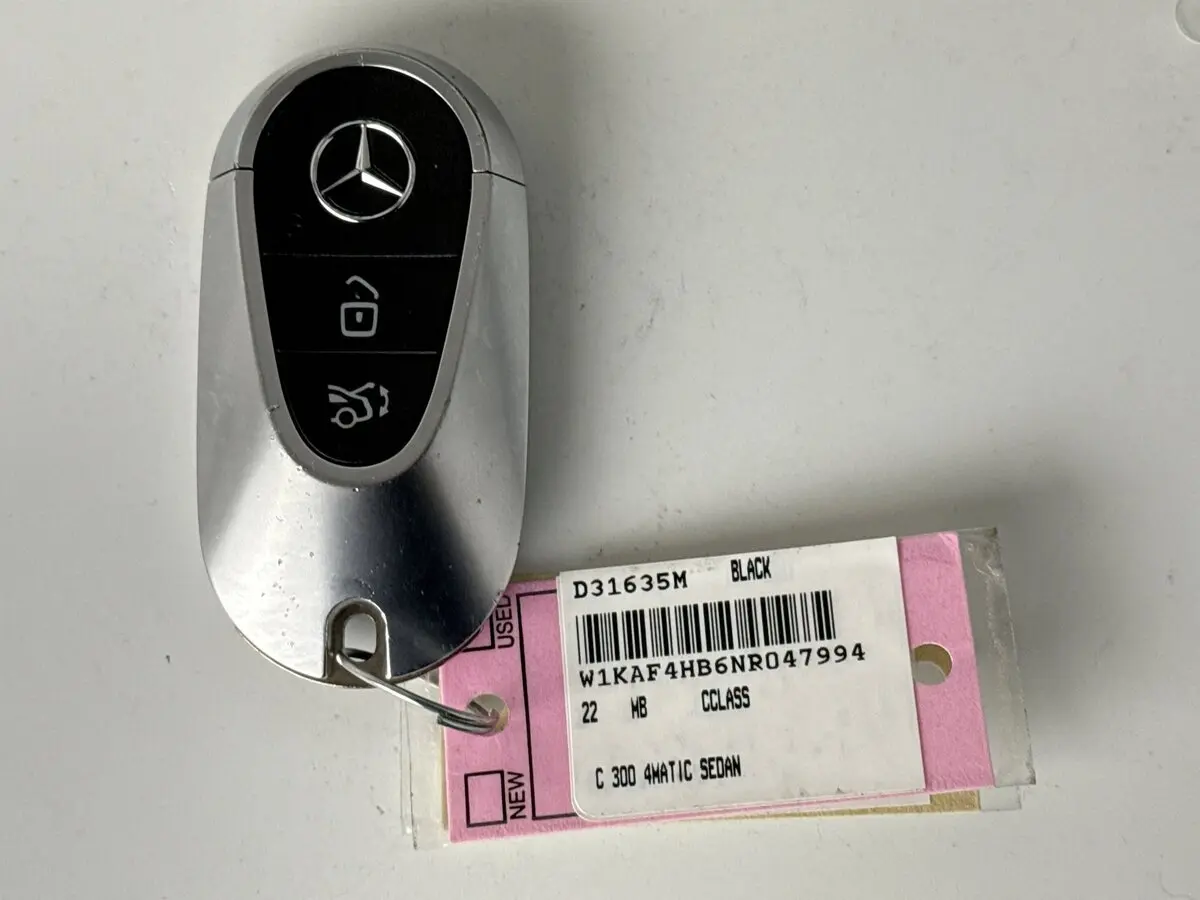 D31635M BLACK
W1KAF4HB6NR047994
22 MB CCLASS
C 300 4MATIC SEDAN
USED
NEW